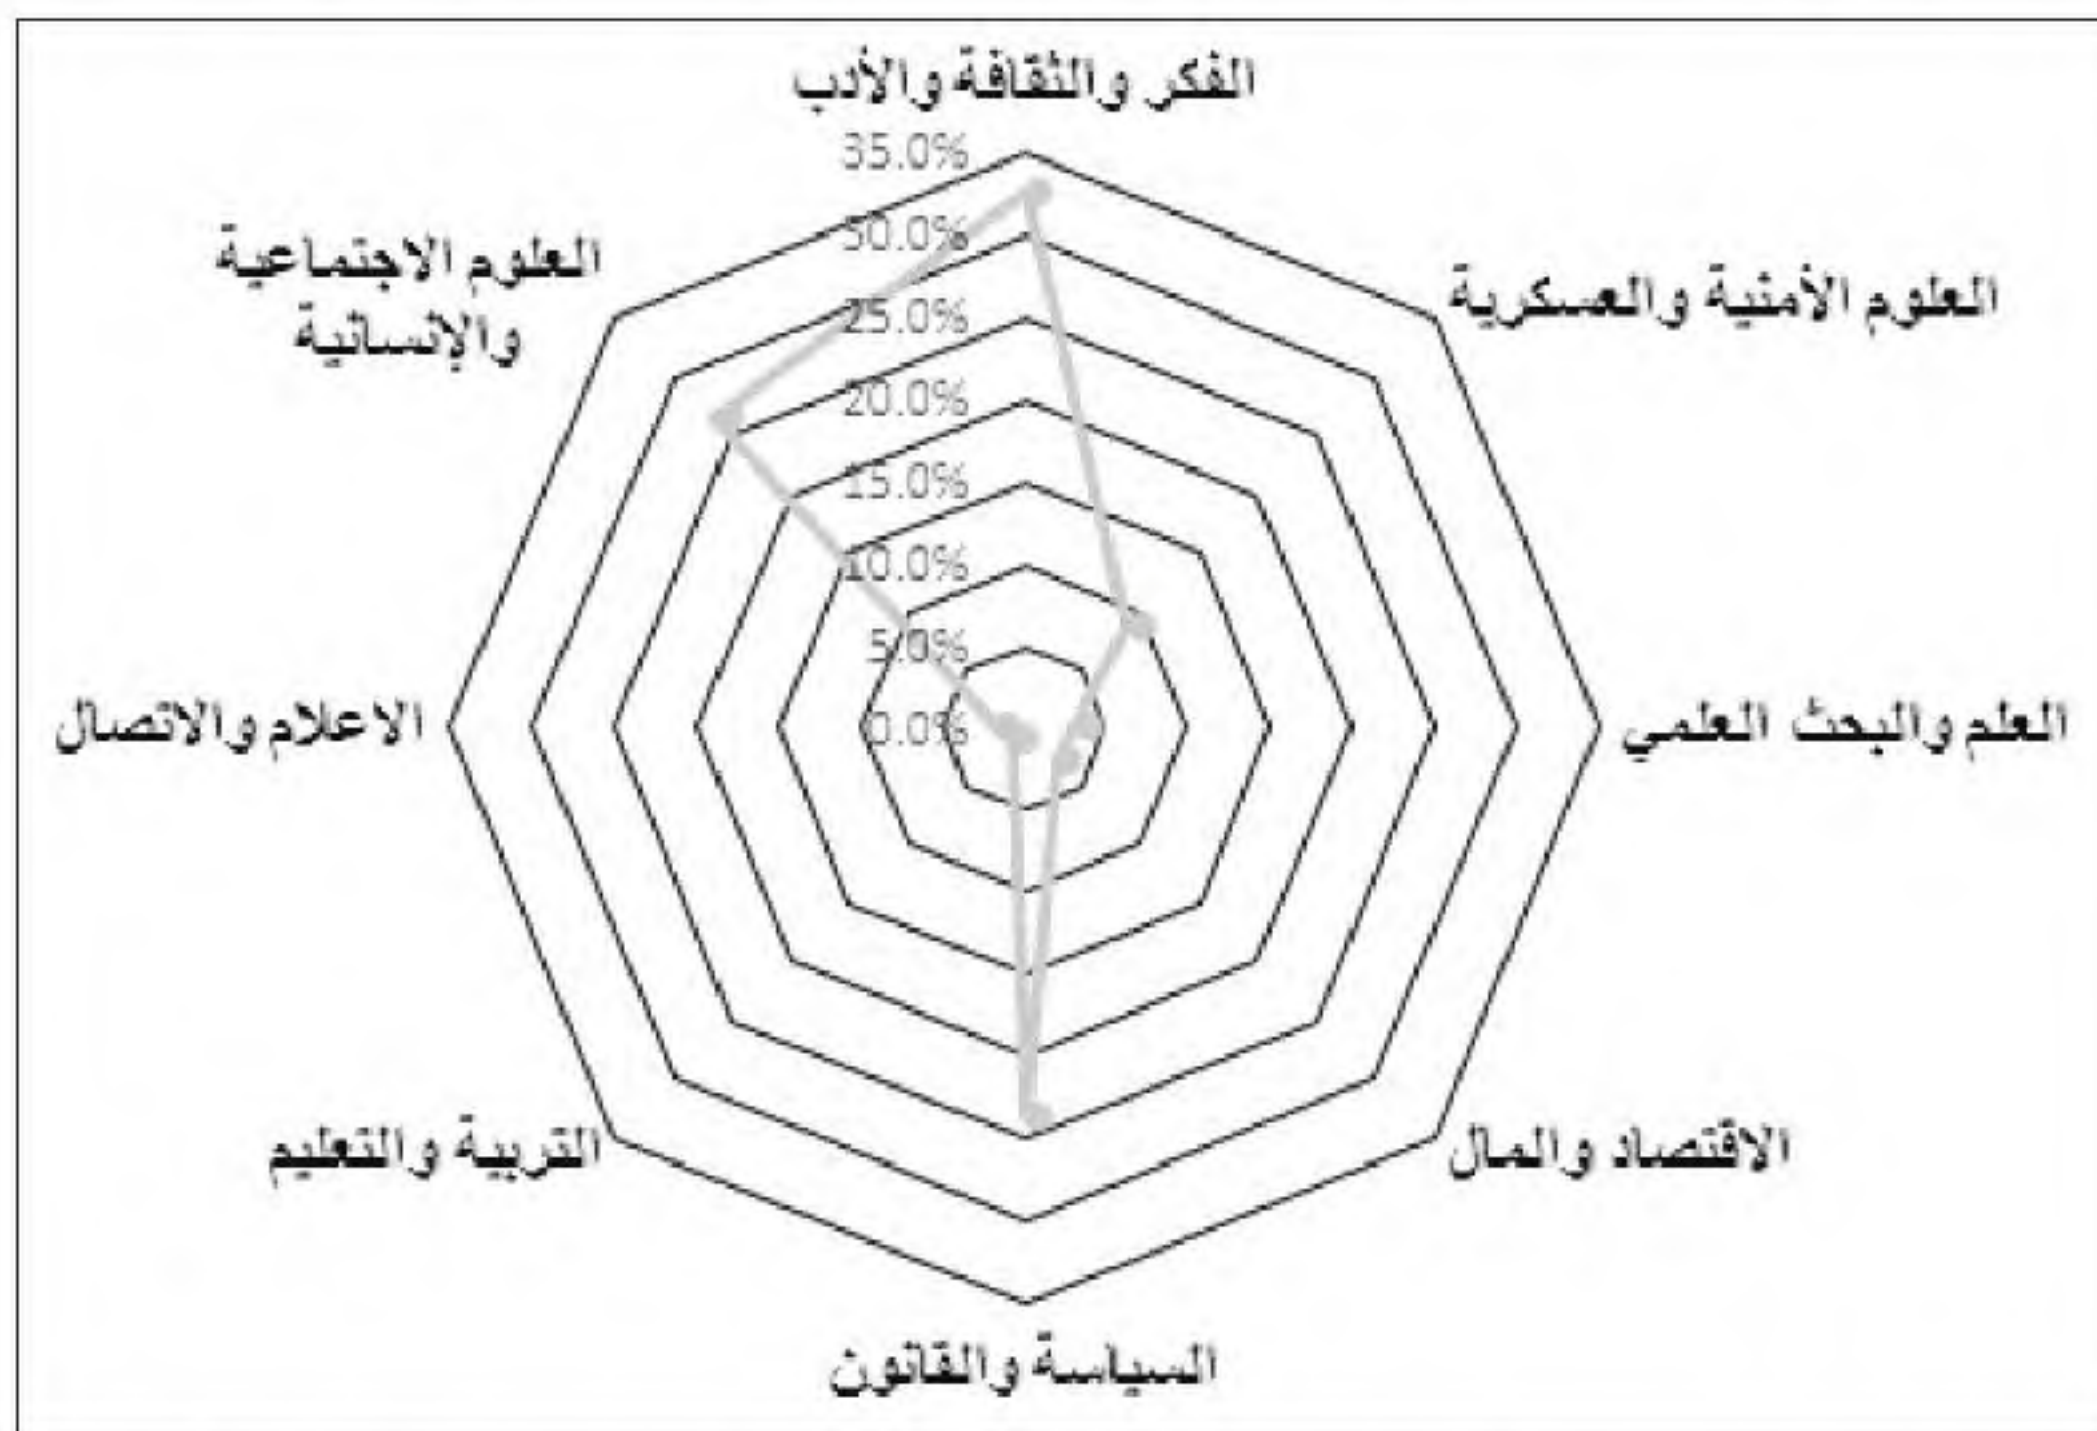 الفكر والثقافة والأدب
35.0%
30.0%
25.0%
20.0%
15.0%
10.0%
5.0%
0.0%
العلوم الأمنية والعسكرية
العلم والبحث العلمي
الاقتصاد والمال
السياسة والقانون
التربية والتعليم
الاعلام والاتصال
العلوم الاجتماعية
والإنسانية